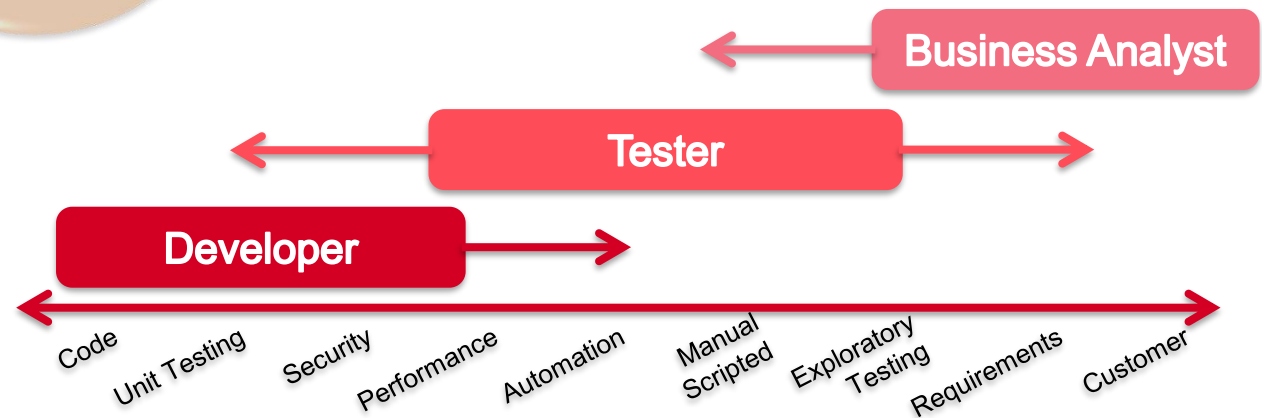 Business Analyst
Tester
Developer
Code
Unit Testing
Security
Performance
Automation
Manual
Scripted
Exploratory
Testing
Requirements
Customer